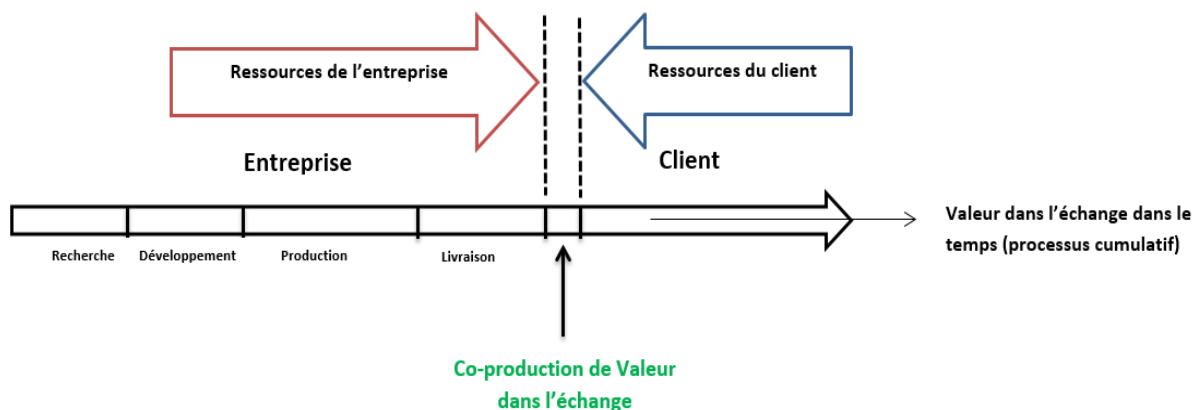 Ressources de l’entreprise
Ressources du client
Entreprise
Client
Valeur dans l’échange dans le
temps (processus cumulatif)
Recherche
Développement
Production
Livraison
Co-production de Valeur
dans l’échange